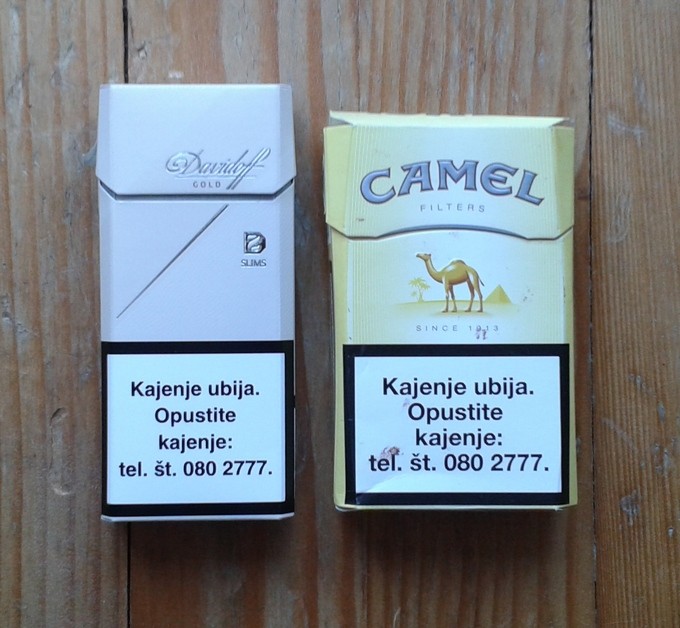 Davidoff
GOLD
SLIMS
Kajenje ubija.
Opustite
kajenje:
tel. št. 080 2777.
CAMEL
FILTERS
SINCE 1913
Kajenje ubija.
Opustite
kajenje:
tel. št. 080 2777.